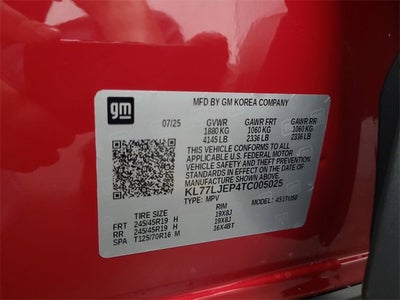 gm
MFD BY GM KOREA COMPANY
07/25 GVWR GAWR FRT GAWR RR
1880 KG 1060 KG 1060 KG
4145 LB 2336 LB 2336 LB
THIS VEHICLE CONFORMS TO ALL
APPLICABLE U.S. FEDERAL MOTOR
VEHICLE SAFETY AND THEFT PREVENTION
STANDARDS IN EFFECT ON THE DATE OF
MANUFACTURE SHOWN ABOVE.
KL77LJEP4TC005025
TYPE: MPV MODEL: 4S1TU58
TIRE SIZE RIM
FRT 245/45R19 H 19X8J
RR 245/45R19 H 19X8J
SPA T125/70R16 M 16X4BT